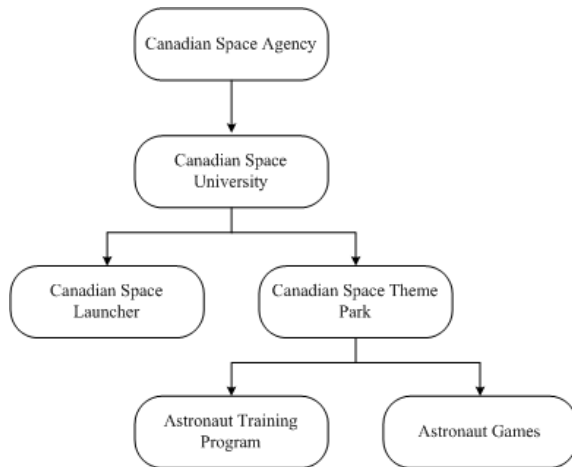 Canadian Space Agency
Canadian Space
University
Canadian Space
Launcher
Canadian Space Theme
Park
Astronaut Training
Program
Astronaut Games